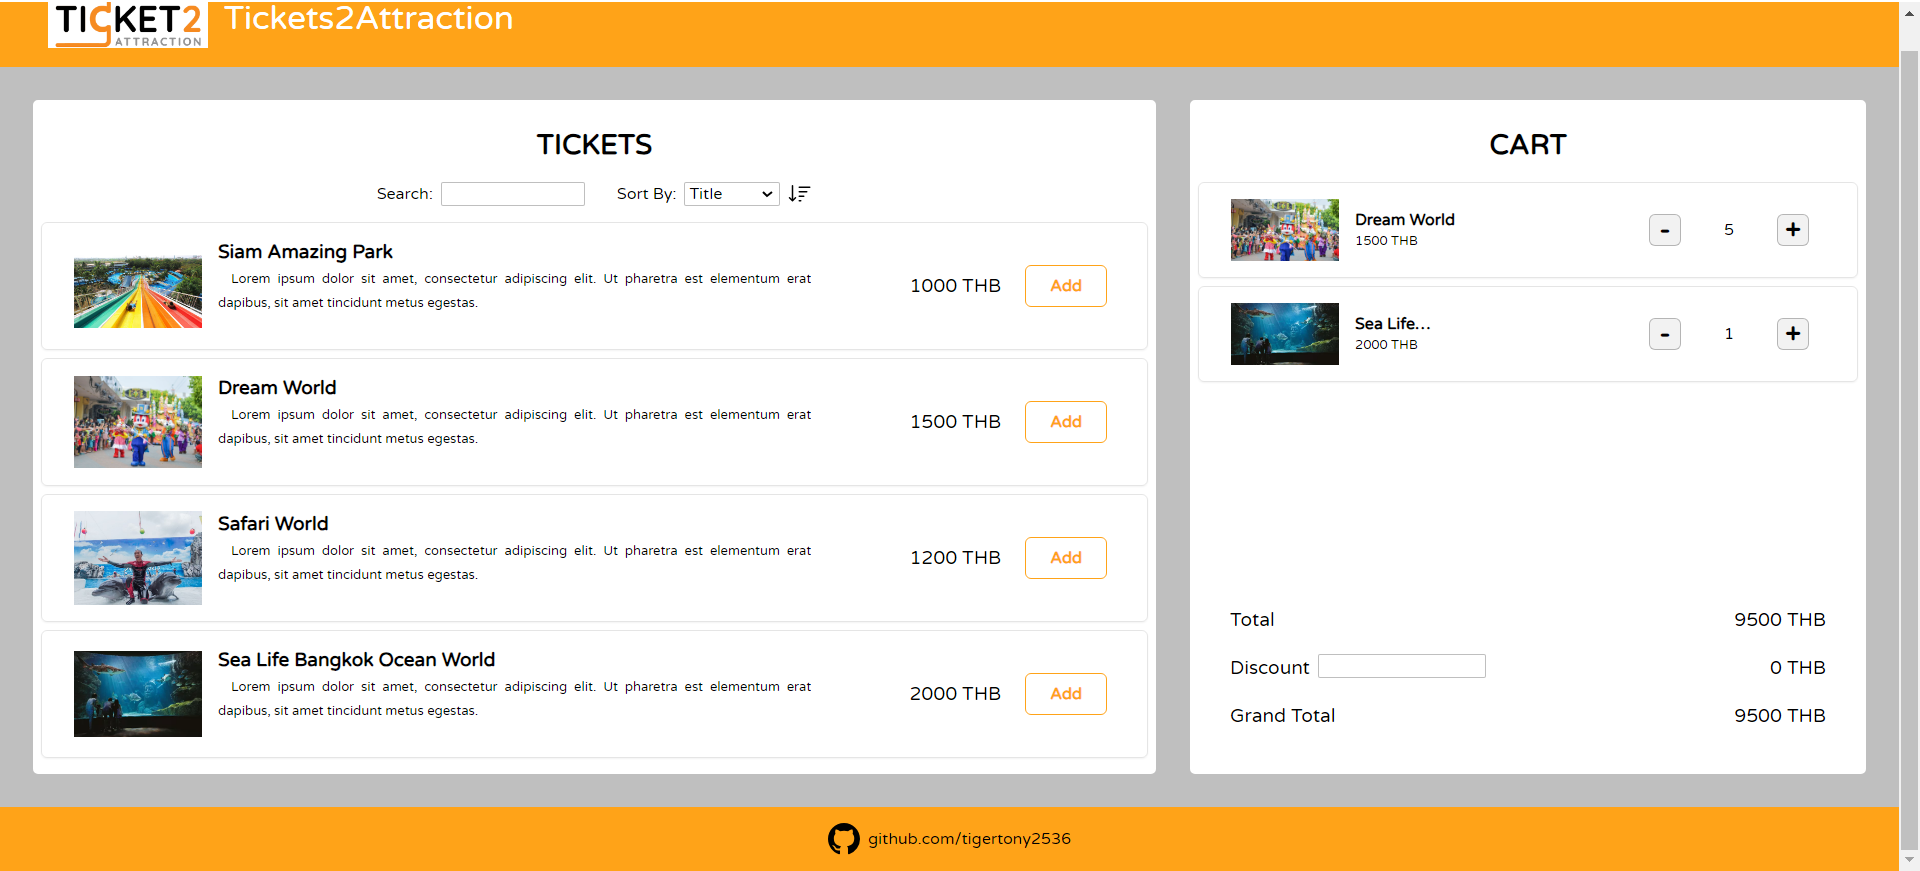 TICKET2
ATTRACTION
Tickets2Attraction
TICKETS
Search:
Sort By: Title
Siam Amazing Park
Lorem ipsum dolor sit amet, consectetur adipiscing elit. Ut pharetra est elementum erat
dapibus, sit amet tincidunt metus egestas.
1000 THB
Add
Dream World
Lorem ipsum dolor sit amet, consectetur adipiscing elit. Ut pharetra est elementum erat
dapibus, sit amet tincidunt metus egestas.
1500 THB
Add
Safari World
Lorem ipsum dolor sit amet, consectetur adipiscing elit. Ut pharetra est elementum erat
dapibus, sit amet tincidunt metus egestas.
1200 THB
Add
Sea Life Bangkok Ocean World
Lorem ipsum dolor sit amet, consectetur adipiscing elit. Ut pharetra est elementum erat
dapibus, sit amet tincidunt metus egestas.
2000 THB
Add
CART
Dream World
1500 THB
- 5 +
Sea Life...
2000 THB
- 1 +
Total 9500 THB
Discount 0 THB
Grand Total 9500 THB
github.com/tigertony2536